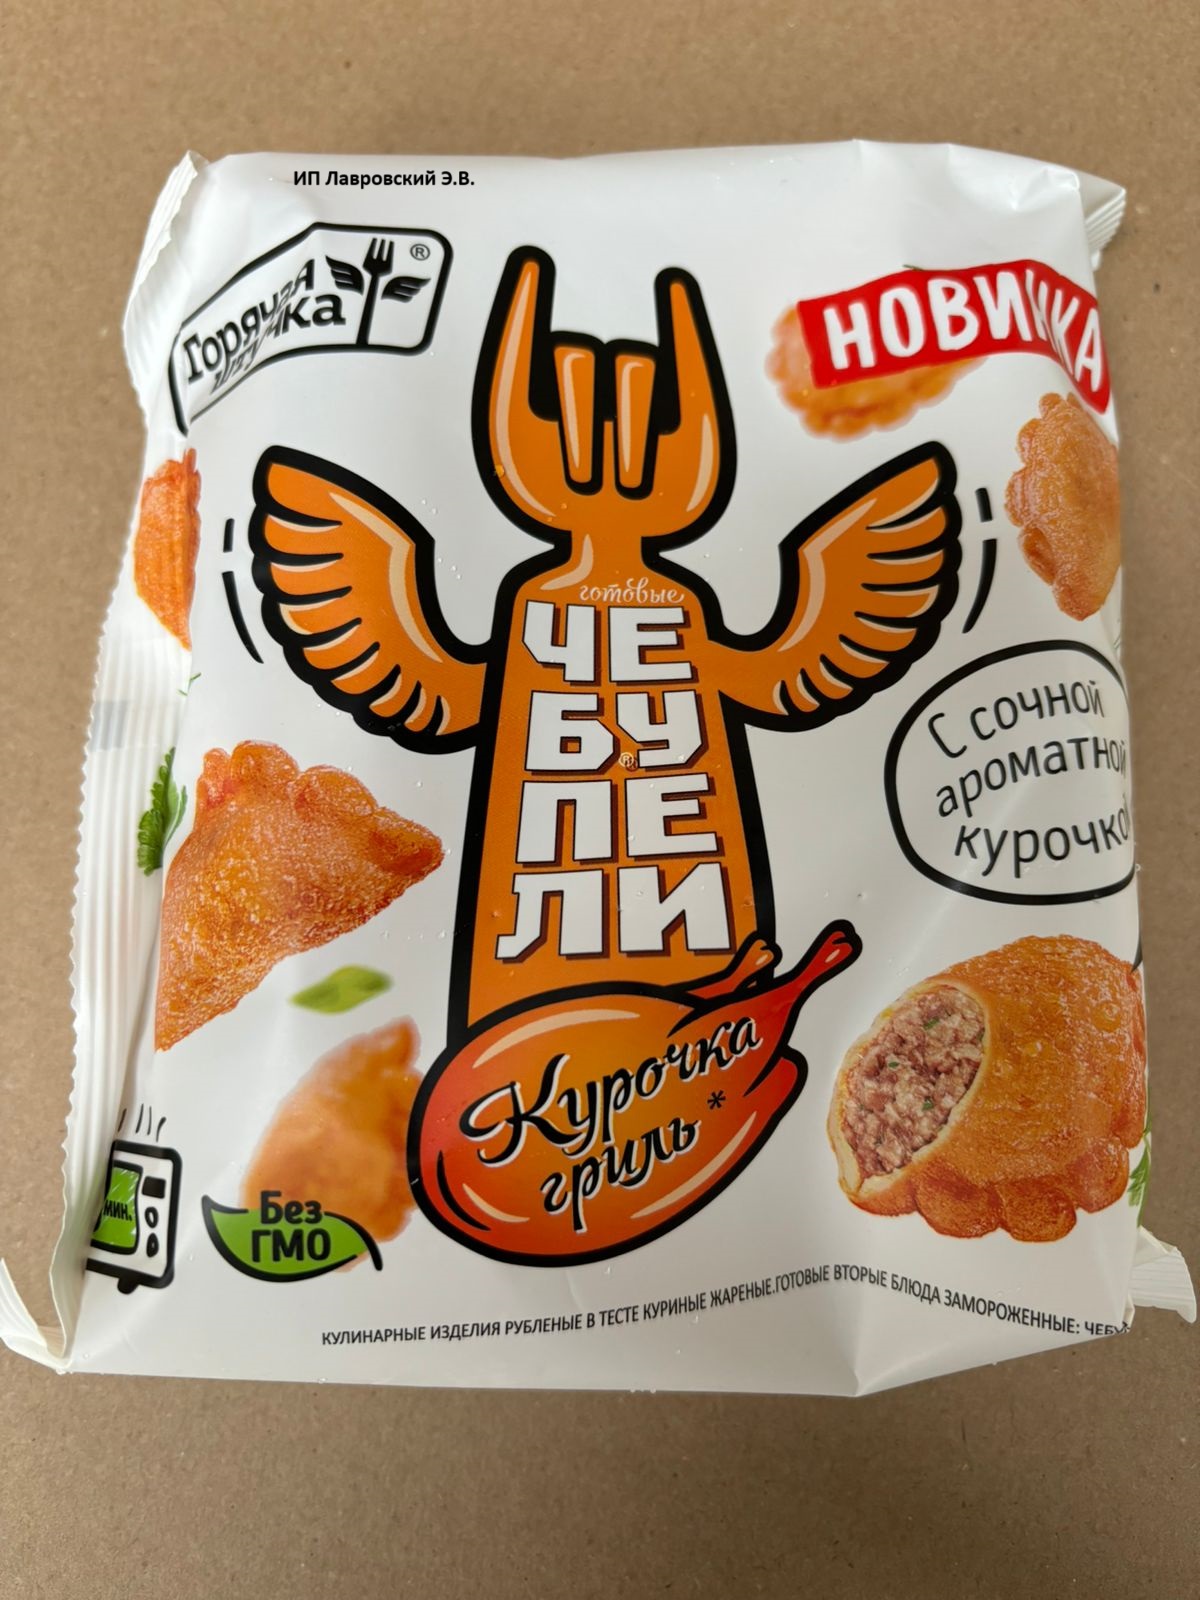 ИП Лавровский Э.В.
Горячая
штучка
®
НОВИНКА
готовые
ЧЕ
БУ
®
ПЕ
ЛИ
С сочной
ароматной
курочко
Курочка
гриль*
мин.
Без
ГМО
КУЛИНАРНЫЕ ИЗДЕЛИЯ РУБЛЕНЫЕ В ТЕСТЕ КУРИНЫЕ ЖАРЕНЫЕ.ГОТОВЫЕ ВТОРЫЕ БЛЮДА ЗАМОРОЖЕННЫЕ: